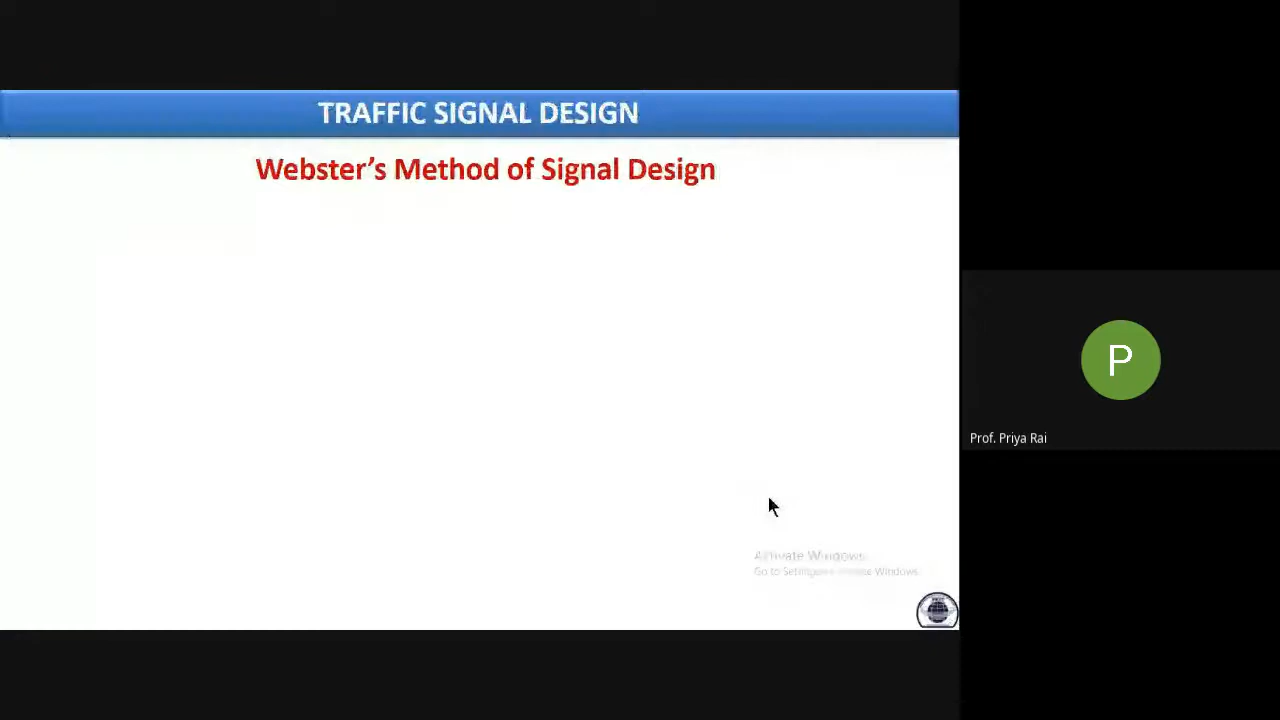 TRAFFIC SIGNAL DESIGN
Webster's Method of Signal Design
P
Prof. Priya Rai
Activate Windows
Go to Settings to activate Windows.